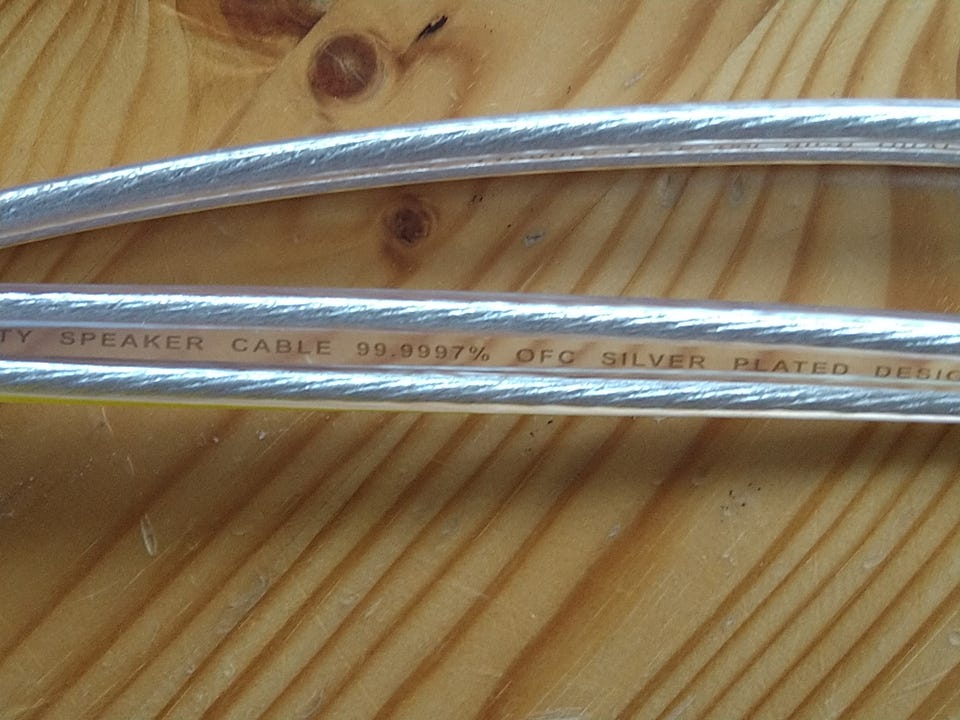 TY SPEAKER CABLE 99.9997% OFC SILVER PLATED DESIG